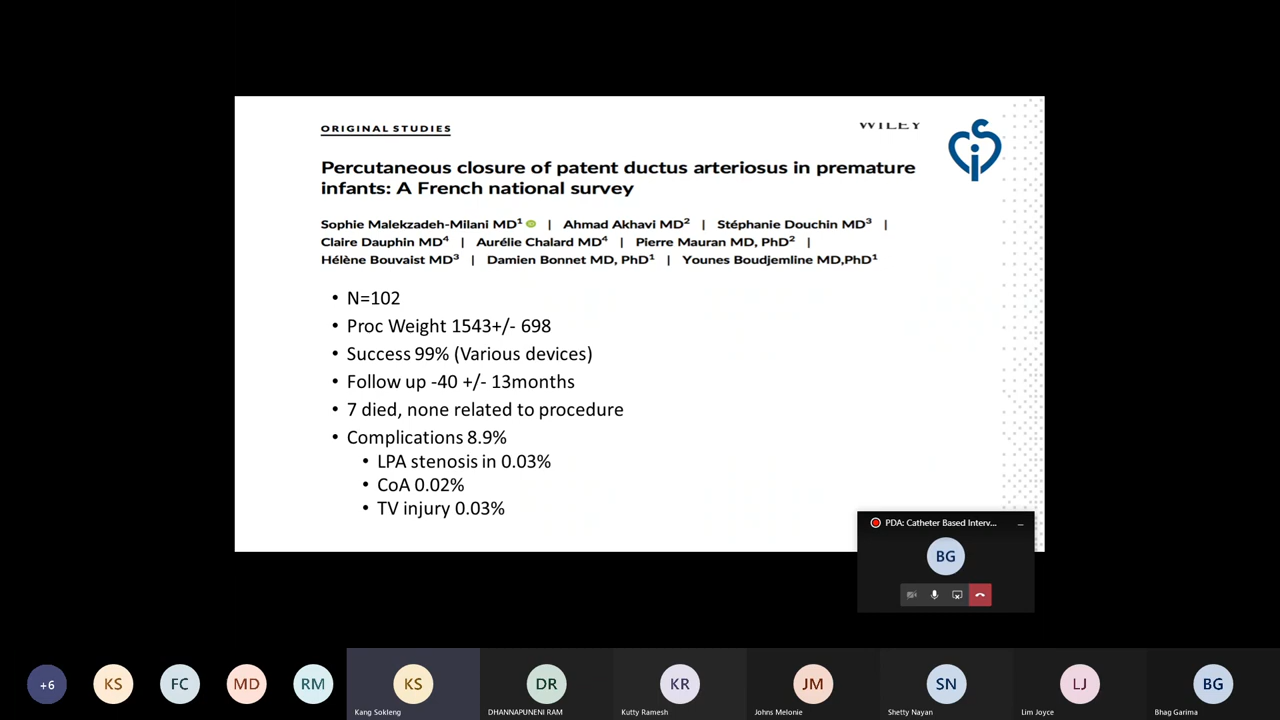 ORIGINAL STUDIES
WILEY
Percutaneous closure of patent ductus arteriosus in premature
infants: A French national survey
Sophie Malekzadeh-Milani MD1 | Ahmad Akhavi MD2 | Stéphanie Douchin MD3 |
Claire Dauphin MD4 | Aurélie Chalard MD4 | Pierre Mauran MD, PhD2 |
Hélène Bouvaist MD3 | Damien Bonnet MD, PhD1 | Younes Boudjemline MD,PhD1
• N=102
• Proc Weight 1543+/- 698
• Success 99% (Various devices)
• Follow up -40 +/- 13months
• 7 died, none related to procedure
• Complications 8.9%
• LPA stenosis in 0.03%
• CoA 0.02%
• TV injury 0.03%
PDA: Catheter Based Interv...
BG
+6
KS
FC
MD
RM
KS
DR
KR
JM
SN
LJ
BG
Kang Sokleng
DHANNAPUNENI RAM
Kutty Ramesh
Johns Melonie
Shetty Nayan
Lim Joyce
Bhag Garima